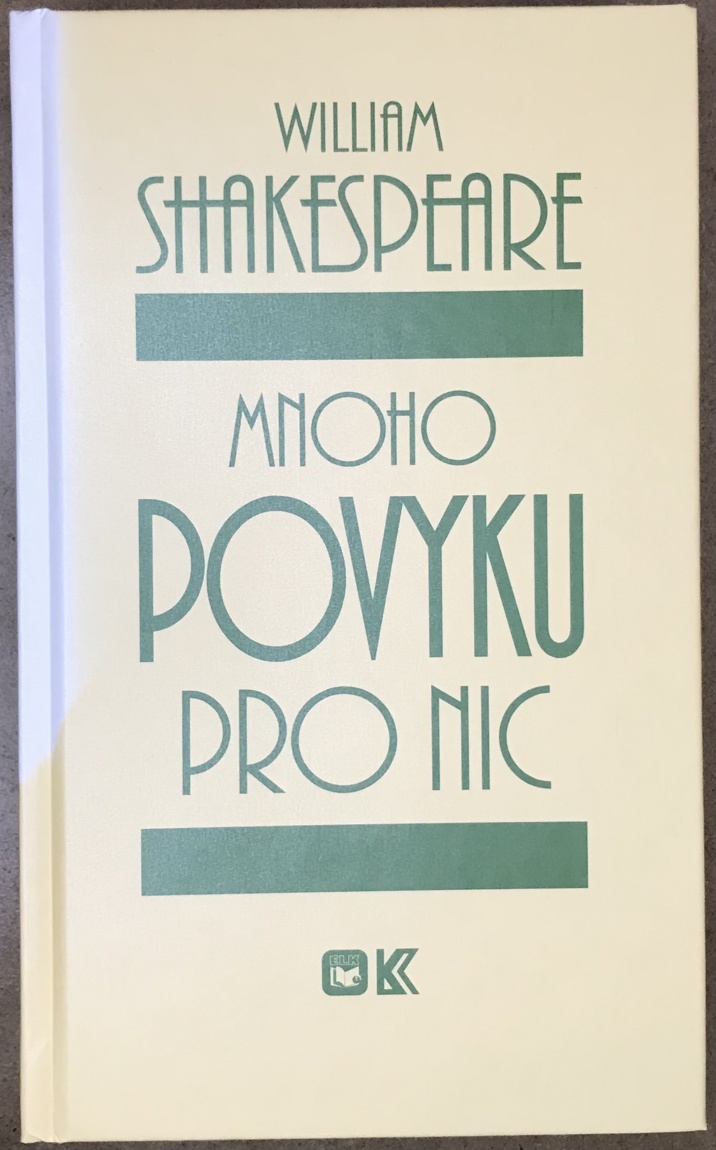 WILLIAM
SHAKESPEARE
MNOHO
POVYKU
PRO NIC
ELK